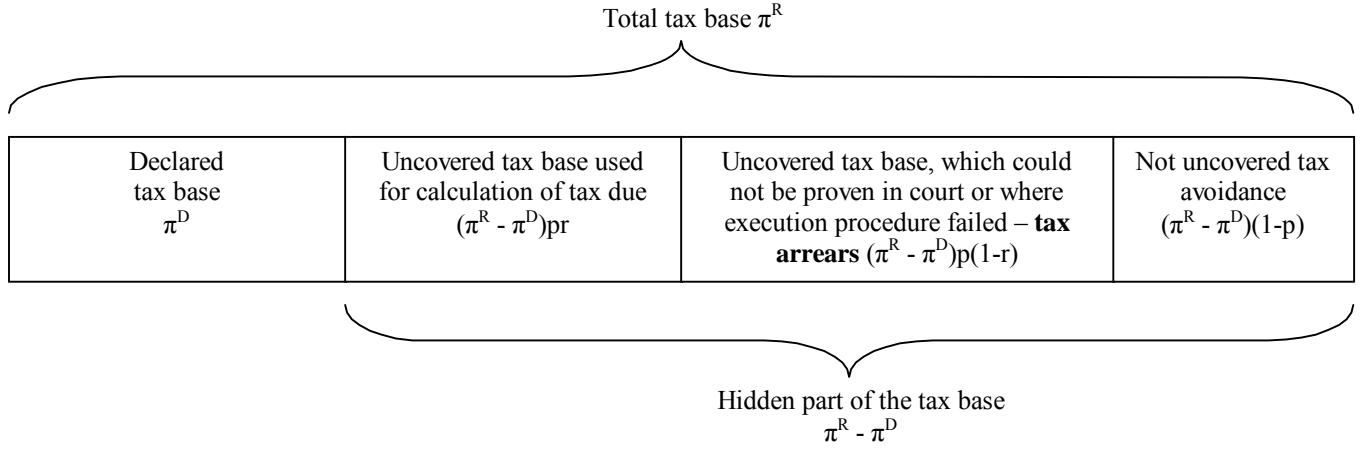 Total tax base π^R
Declared
tax base
π^D
Uncovered tax base used
for calculation of tax due
(π^R - π^D)pr
Uncovered tax base, which could
not be proven in court or where
execution procedure failed – tax
arrears (π^R - π^D)p(1-r)
Not uncovered tax
avoidance
(π^R - π^D)(1-p)
Hidden part of the tax base
π^R - π^D